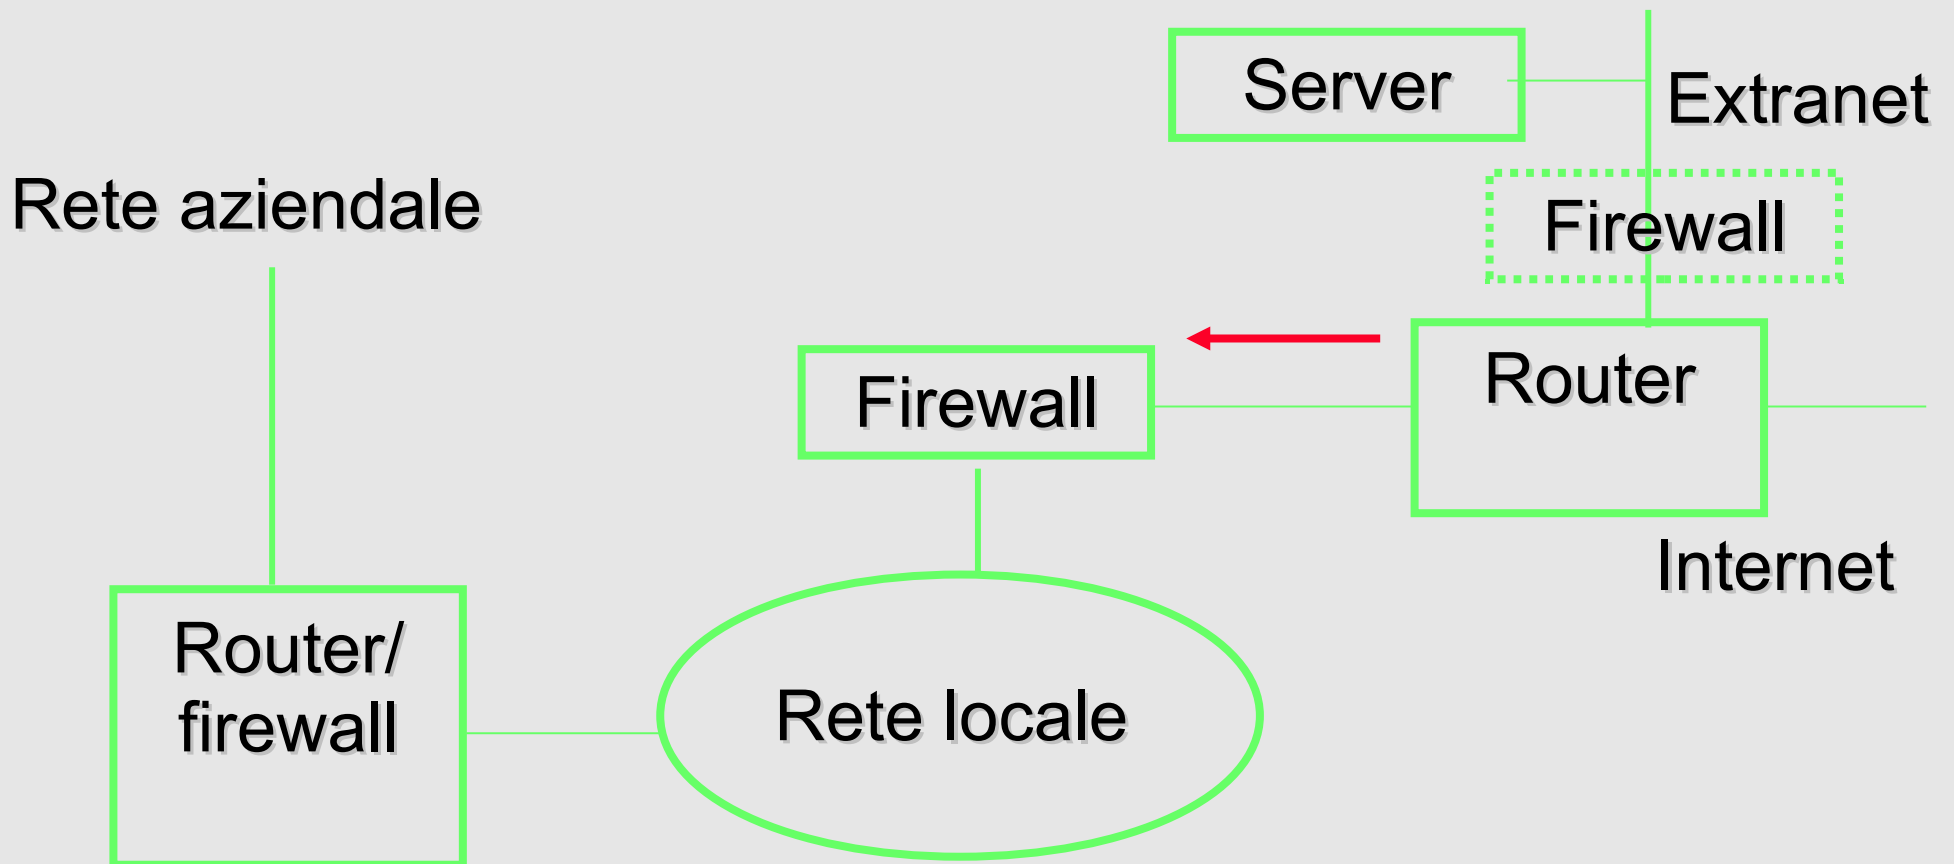 Server
Extranet
Rete aziendale
Firewall
Firewall
Router
Internet
Router/
firewall
Rete locale